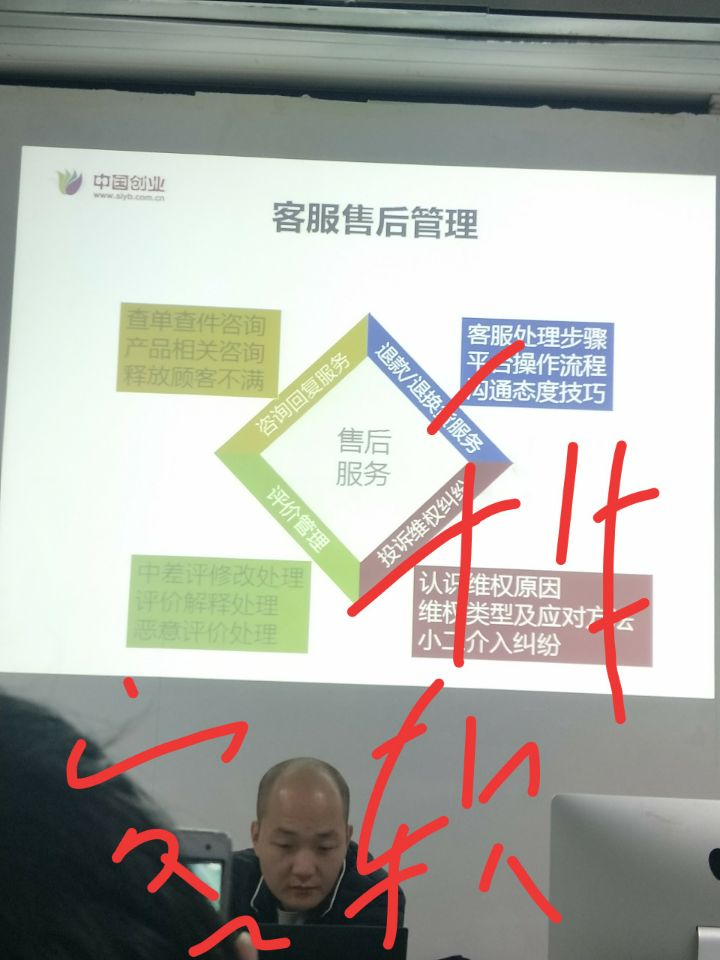 中国创业
www.siyb.com.cn
客服售后管理
查单查件咨询
产品相关咨询
释放顾客不满
客服处理步骤
平台操作流程
沟通态度技巧
咨询回复服务
退款/退换货服务
售后
服务
评价管理
投诉维权纠纷
中差评修改处理
评价解释处理
恶意评价处理
认识维权原因
维权类型及应对方法
小二介入纠纷